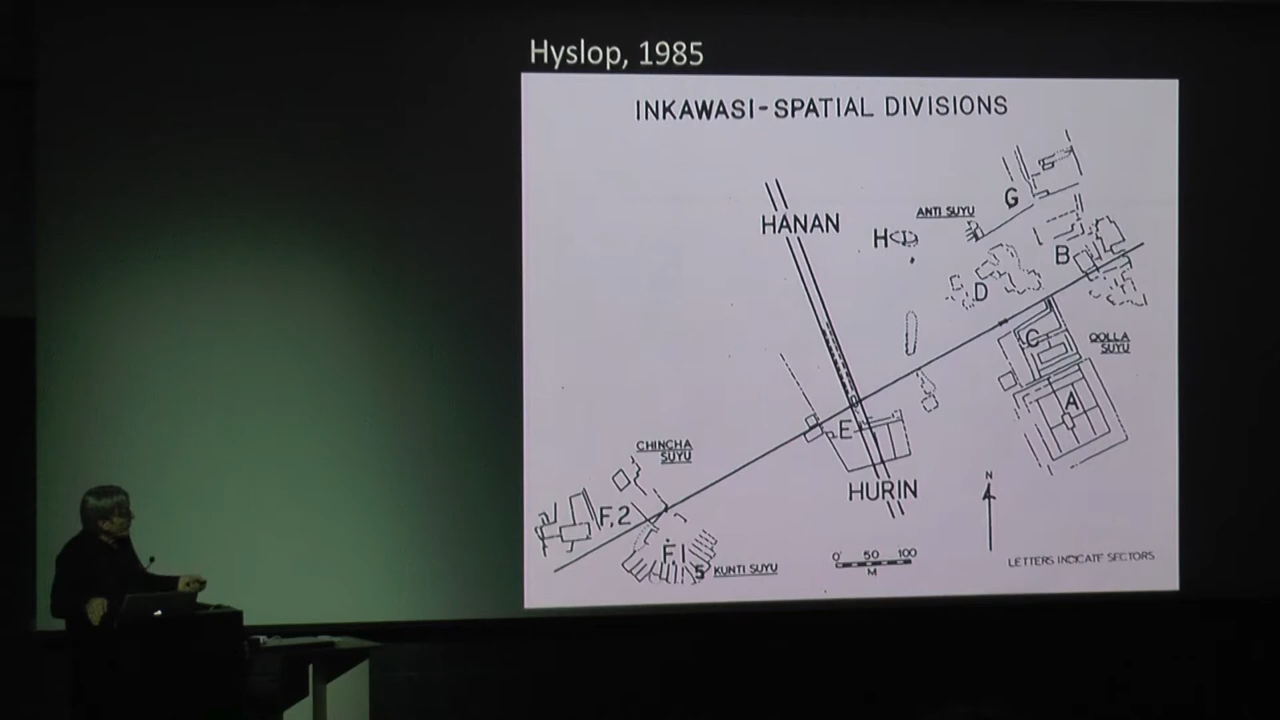 Hyslop, 1985
INKAWASI-SPATIAL DIVISIONS
G
ANTI SUYU
HANAN
H
B
D
C
QOLLA
SUYU
A
E
CHINCHA
SUYU
HURIN
N
F.2
F.1
5
KUNTI SUYU
0 50 100
M
LETTERS INDICATE SECTORS